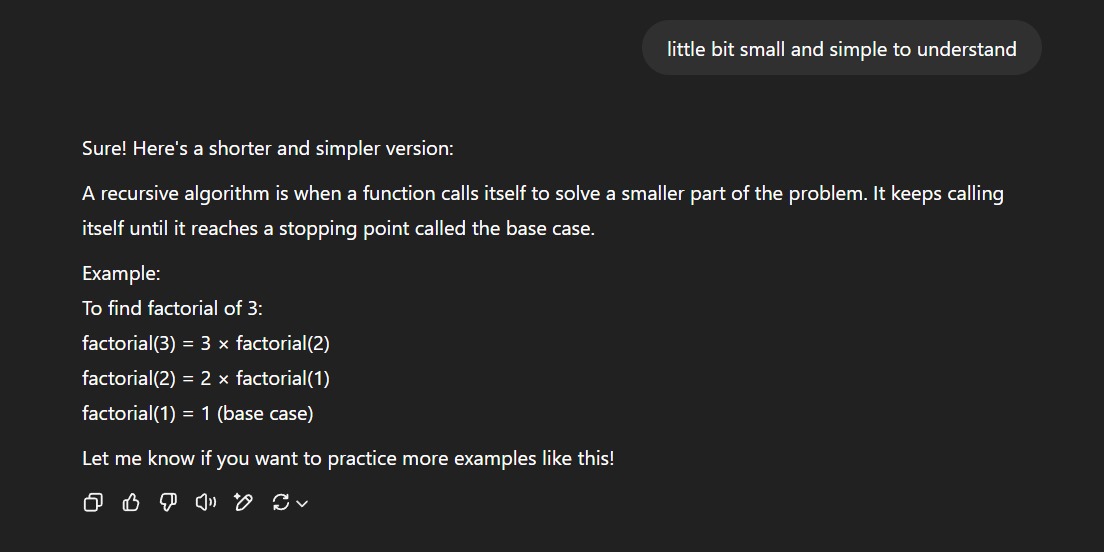 little bit small and simple to understand
Sure! Here's a shorter and simpler version:
A recursive algorithm is when a function calls itself to solve a smaller part of the problem. It keeps calling
itself until it reaches a stopping point called the base case.
Example:
To find factorial of 3:
factorial(3) = 3 × factorial(2)
factorial(2) = 2 × factorial(1)
factorial(1) = 1 (base case)
Let me know if you want to practice more examples like this!